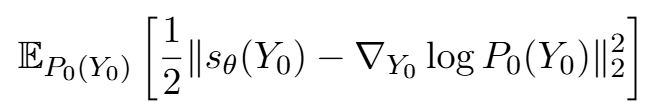 $\mathbb{E}_{P_0(Y_0)} \left[ \frac{1}{2} \| s_\theta(Y_0) - \nabla_{Y_0} \log P_0(Y_0) \|_2^2 \right]$